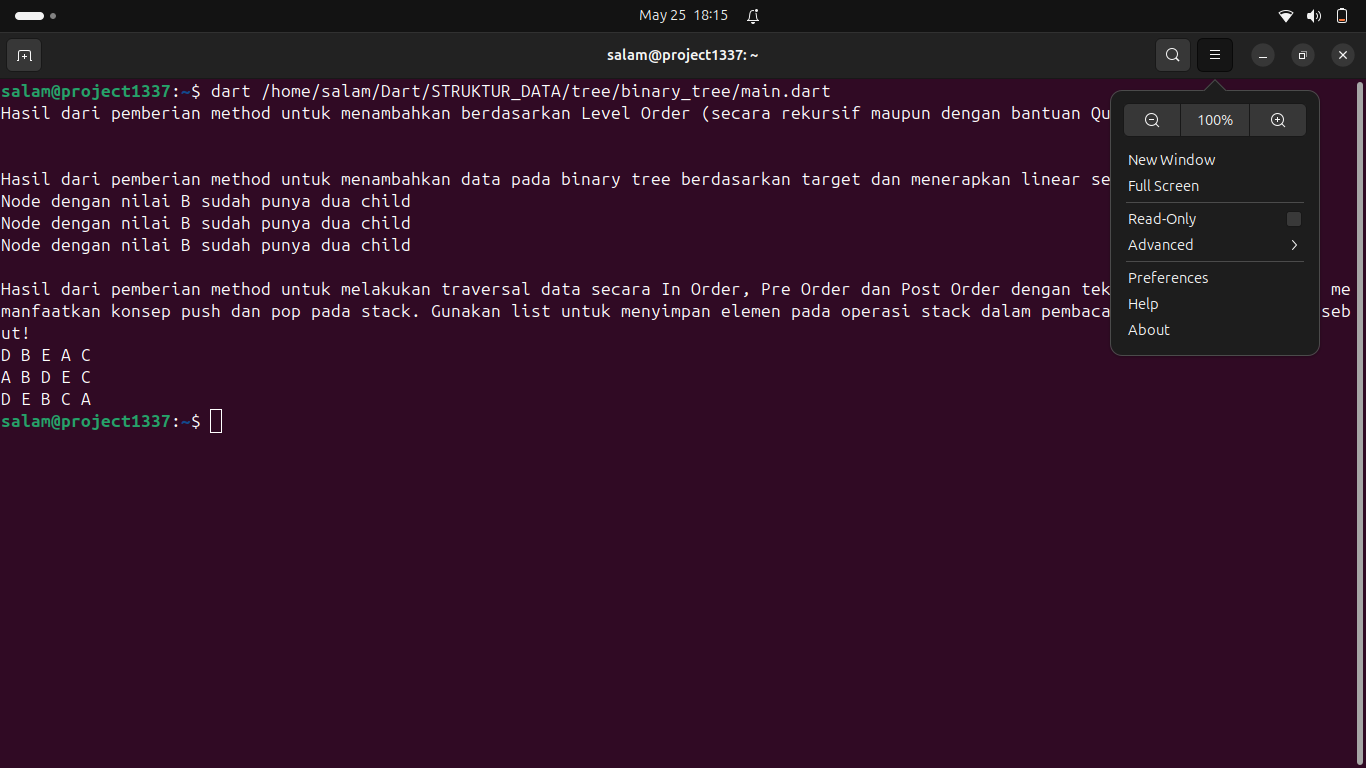 May 25 18:15
salam@project1337: ~
salam@project1337:~$ dart /home/salam/Dart/STRUKTUR_DATA/tree/binary_tree/main.dart
Hasil dari pemberian method untuk menambahkan berdasarkan Level Order (secara rekursif maupun dengan bantuan Qu
Hasil dari pemberian method untuk menambahkan data pada binary tree berdasarkan target dan menerapkan linear se
Node dengan nilai B sudah punya dua child
Node dengan nilai B sudah punya dua child
Node dengan nilai B sudah punya dua child
Hasil dari pemberian method untuk melakukan traversal data secara In Order, Pre Order dan Post Order dengan tek me
manfaatkan konsep push dan pop pada stack. Gunakan list untuk menyimpan elemen pada operasi stack dalam pembaca seb
ut!
D B E A C
A B D E C
D E B C A
salam@project1337:~$
100%
New Window
Full Screen
Read-Only
Advanced
Preferences
Help
About